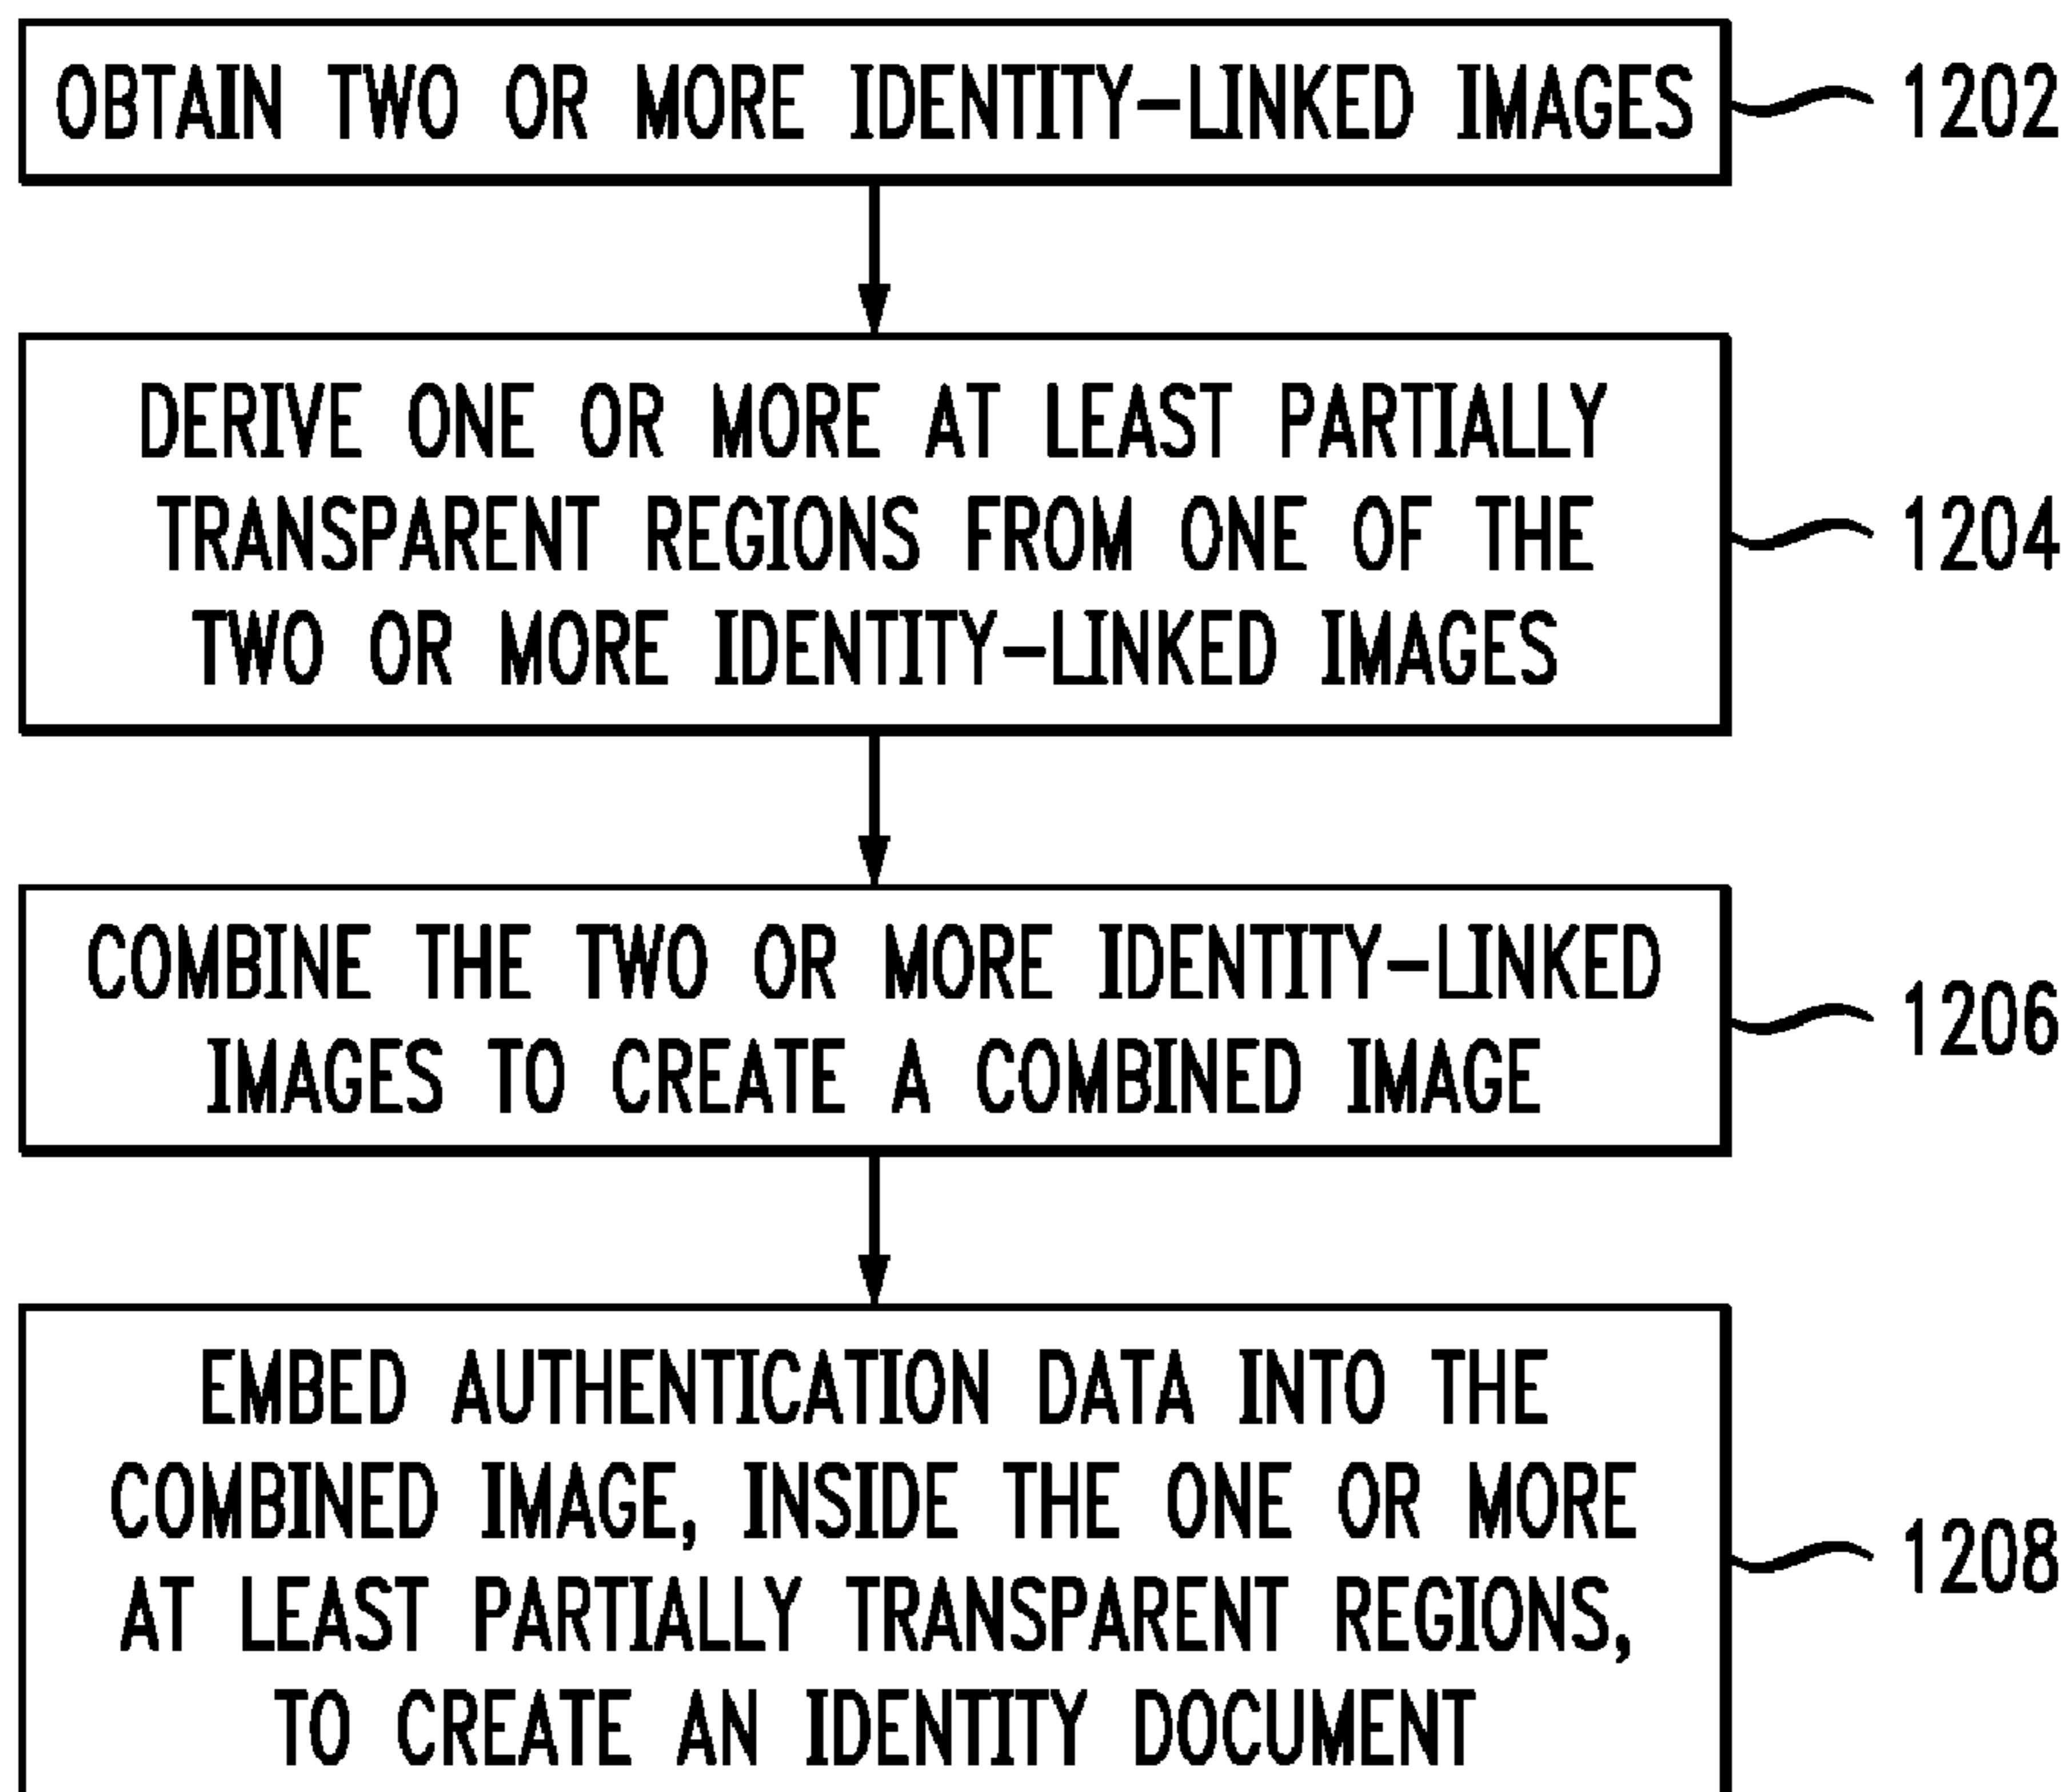 OBTAIN TWO OR MORE IDENTITY-LINKED IMAGES
1202
DERIVE ONE OR MORE AT LEAST PARTIALLY
TRANSPARENT REGIONS FROM ONE OF THE
TWO OR MORE IDENTITY-LINKED IMAGES
1204
COMBINE THE TWO OR MORE IDENTITY-LINKED
IMAGES TO CREATE A COMBINED IMAGE
1206
EMBED AUTHENTICATION DATA INTO THE
COMBINED IMAGE, INSIDE THE ONE OR MORE
AT LEAST PARTIALLY TRANSPARENT REGIONS,
TO CREATE AN IDENTITY DOCUMENT
1208